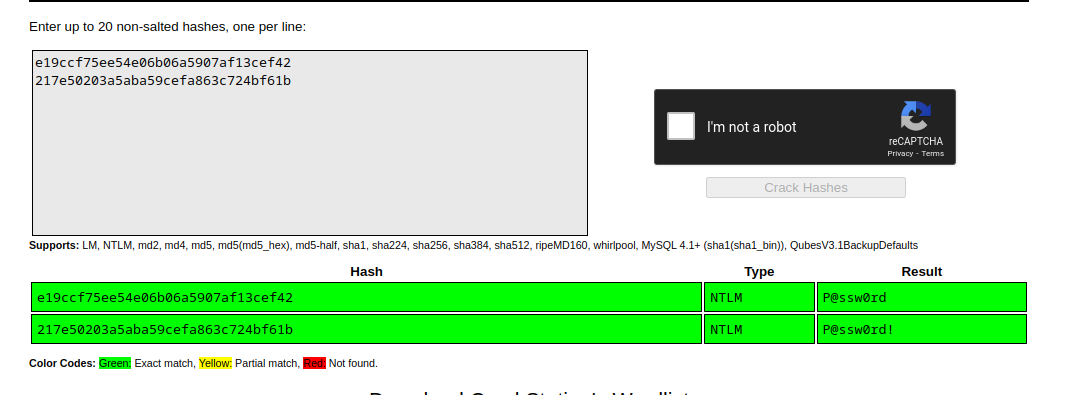 Enter up to 20 non-salted hashes, one per line:
e19ccf75ee54e06b06a5907af13cef42
217e50203a5aba59cefa863c724bf61b
I'm not a robot
reCAPTCHA
Privacy - Terms
Crack Hashes
Supports: LM, NTLM, md2, md4, md5, md5(md5_hex), md5-half, sha1, sha224, sha256, sha384, sha512, ripeMD160, whirlpool, MySQL 4.1+ (sha1(sha1_bin)), QubesV3.1BackupDefaults
Hash Type Result
e19ccf75ee54e06b06a5907af13cef42 NTLM P@ssw0rd
217e50203a5aba59cefa863c724bf61b NTLM P@ssw0rd!
Color Codes: Green: Exact match, Yellow: Partial match, Red: Not found.